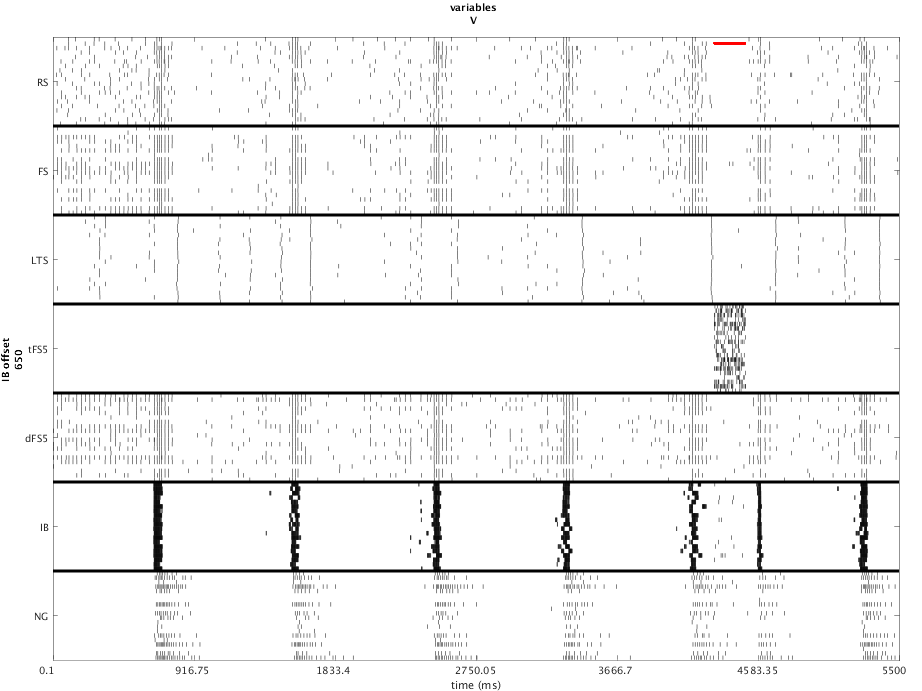 variables
V
RS
FS
LTS
IB offset
650
tFS5
dFS5
IB
NG
0.1
916.75
1833.4
2750.05
3666.7
4583.35
5500
time (ms)